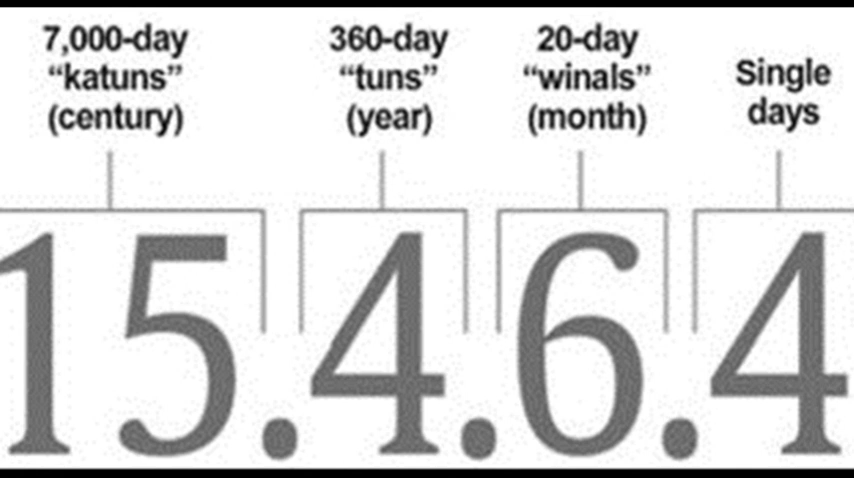 7,000-day
“katuns”
(century)
360-day
“tuns”
(year)
20-day
“winals”
(month)
Single
days
15.4.6.4